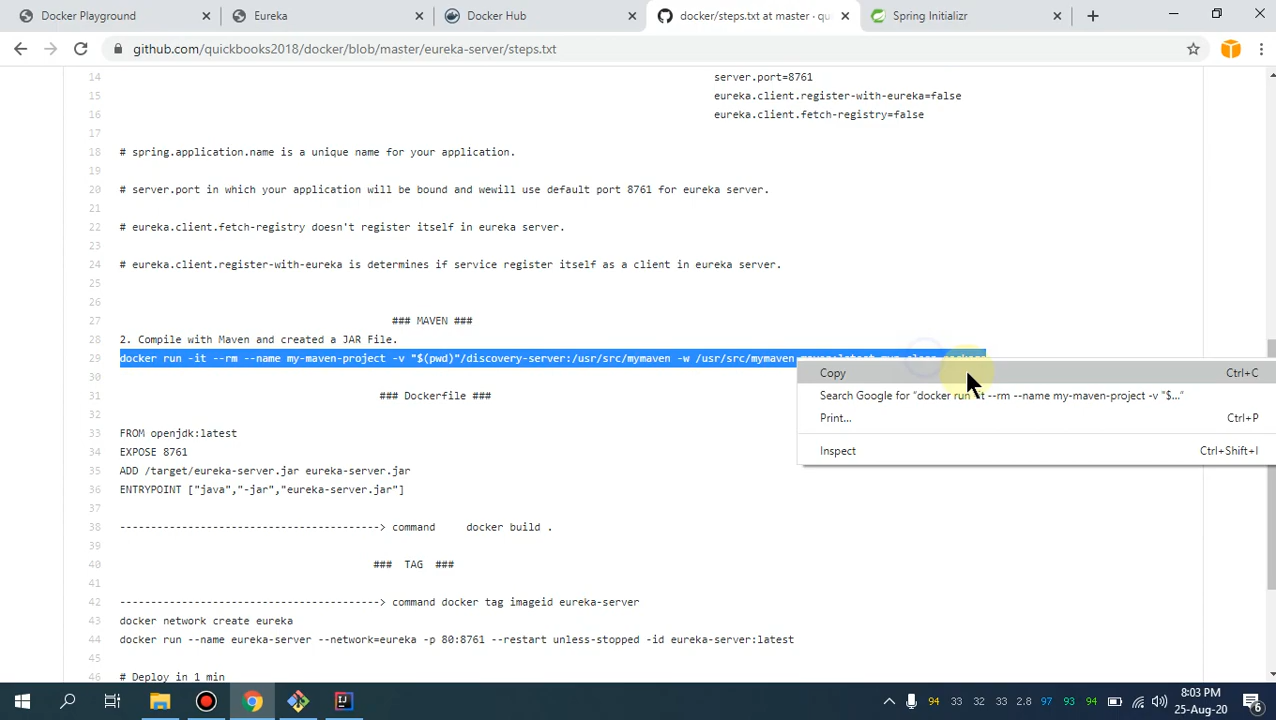 Docker Playground
Eureka
Docker Hub
docker/steps.txt at master · qui
Spring Initializr
github.com/quickbooks2018/docker/blob/master/eureka-server/steps.txt
14 server.port=8761
15 eureka.client.register-with-eureka=false
16 eureka.client.fetch-registry=false
17
18 # spring.application.name is a unique name for your application.
19
20 # server.port in which your application will be bound and wewill use default port 8761 for eureka server.
21
22 # eureka.client.fetch-registry doesn't register itself in eureka server.
23
24 # eureka.client.register-with-eureka is determines if service register itself as a client in eureka server.
25
26
27 ### MAVEN ###
28 2. Compile with Maven and created a JAR File.
29 docker run -it --rm --name my-maven-project -v "$(pwd)"/discovery-server:/usr/src/mymaven -w /usr/src/mymaven
Copy Ctrl+C
Search Google for "docker run -it --rm --name my-maven-project -v "$..."
Print... Ctrl+P
Inspect Ctrl+Shift+I
30
31 ### Dockerfile ###
32
33 FROM openjdk:latest
34 EXPOSE 8761
35 ADD /target/eureka-server.jar eureka-server.jar
36 ENTRYPOINT ["java","-jar","eureka-server.jar"]
37
38 ------------------------------------------> command docker build .
39
40 ### TAG ###
41
42 ------------------------------------------> command docker tag imageid eureka-server
43 docker network create eureka
44 docker run --name eureka-server --network=eureka -p 80:8761 --restart unless-stopped -id eureka-server:latest
45
46 # Deploy in 1 min
94 33 32 33 2.8 97 93 94
8:03 PM
25-Aug-20
6